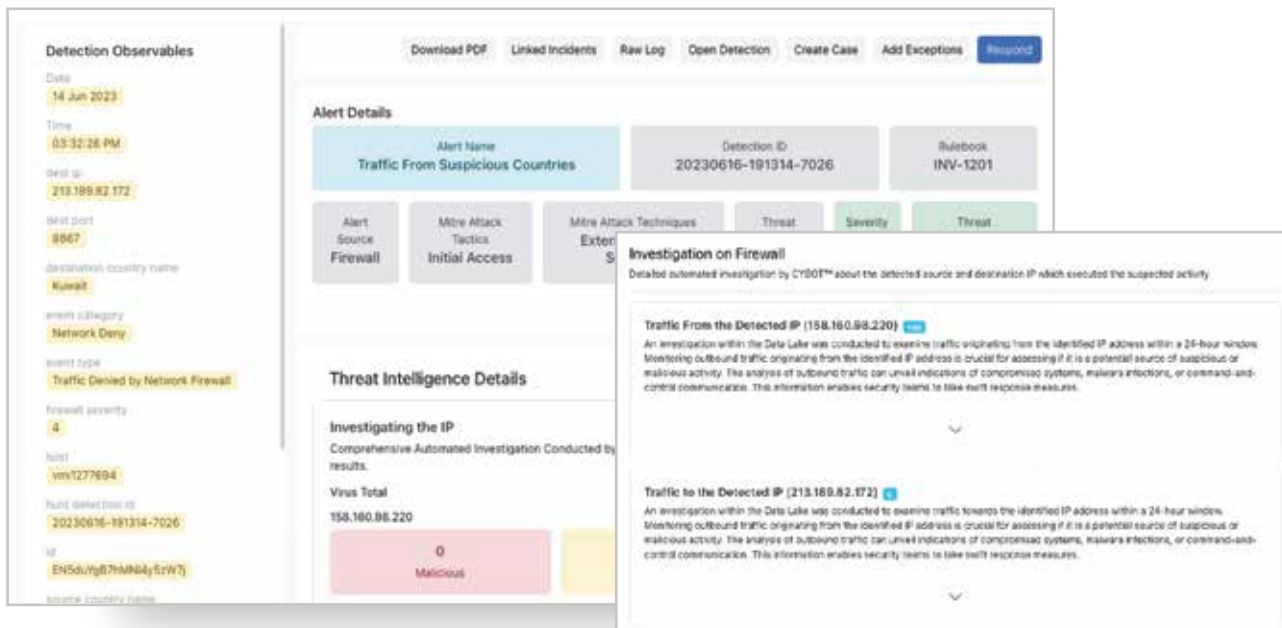 Detection Observables
Date
14 Jun 2023
Time
03:32:26 PM
dest ip
213.189.82.172
dest port
8867
destination country name
Kuwait
event category
Network Deny
event type
Traffic Denied by Network Firewall
firewall severity
4
host
vmi1277694
hunt detection id
20230616-191314-7026
id
source country name
Download PDF Linked Incidents Raw Log Open Detection Create Case Add Exceptions Respond
Alert Details
Alert Name
Traffic From Suspicious Countries
Detection ID
20230616-191314-7026
Rulebook
INV-1201
Alert
Source
Firewall
Mitre Attack
Tactics
Initial Access
Mitre Attack Techniques
Threat
Severity
Threat
Threat Intelligence Details
Investigating the IP
Comprehensive Automated Investigation Conducted by
results.
Virus Total
158.160.98.220
0
Malicious
Investigation on Firewall
Detailed automated investigation by CYBOT™ about the detected source and destination IP which executed the suspected activity
Traffic From the Detected IP (158.160.98.220)
An investigation within the Data Lake was conducted to examine traffic originating from the identified IP address within a 24-hour window.
Monitoring outbound traffic originating from the identified IP address is crucial for assessing if it is a potential source of suspicious or
malicious activity. The analysis of outbound traffic can unveil indications of compromised systems, malware infections, or command-and-
control communication. This information enables security teams to take swift response measures.
Traffic to the Detected IP (213.189.82.172)
An investigation within the Data Lake was conducted to examine traffic towards the identified IP address within a 24-hour window.
Monitoring outbound traffic originating from the identified IP address is crucial for assessing if it is a potential source of suspicious or
malicious activity. The analysis of outbound traffic can unveil indications of compromised systems, malware infections, or command-and-
control communication. This information enables security teams to take swift response measures.